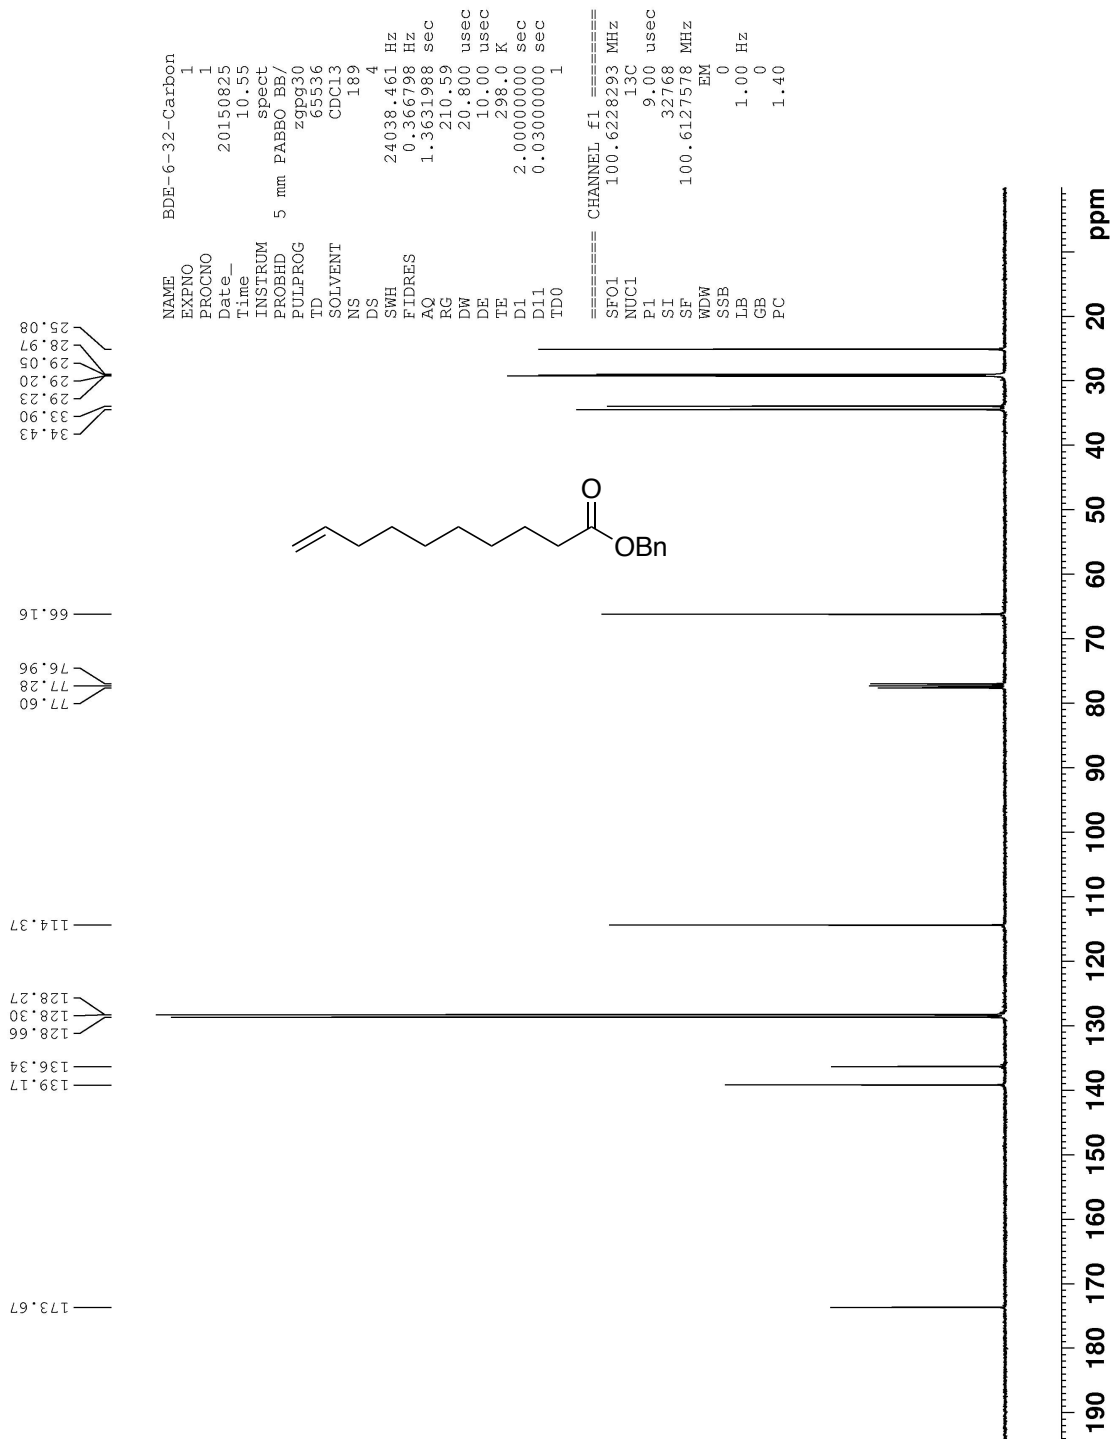 NAME BDE-6-32-Carbon
EXPNO 1
PROCNO 1
Date_ 20150825
Time 10.55
INSTRUM spect
PROBHD 5 mm PABBO BB/
PULPROG zgpg30
TD 65536
SOLVENT CDCl3
NS 189
DS 4
SWH 24038.461 Hz
FIDRES 0.366798 Hz
AQ 1.3631988 sec
RG 210.59
DW 20.800 usec
DE 10.00 usec
TE 298.0 K
D1 2.00000000 sec
D11 0.03000000 sec
TD0 1
======== CHANNEL f1 ========
SFO1 100.6228293 MHz
NUC1 13C
P1 9.00 usec
SI 32768
SF 100.6127578 MHz
WDW EM
SSB 0
LB 1.00 Hz
GB 0
PC 1.40
173.67
139.17
136.34
128.66
128.30
128.27
114.37
77.60
77.28
76.96
66.16
34.43
33.90
29.23
29.20
29.05
28.97
25.08
O
OBn
190 180 170 160 150 140 130 120 110 100 90 80 70 60 50 40 30 20 ppm